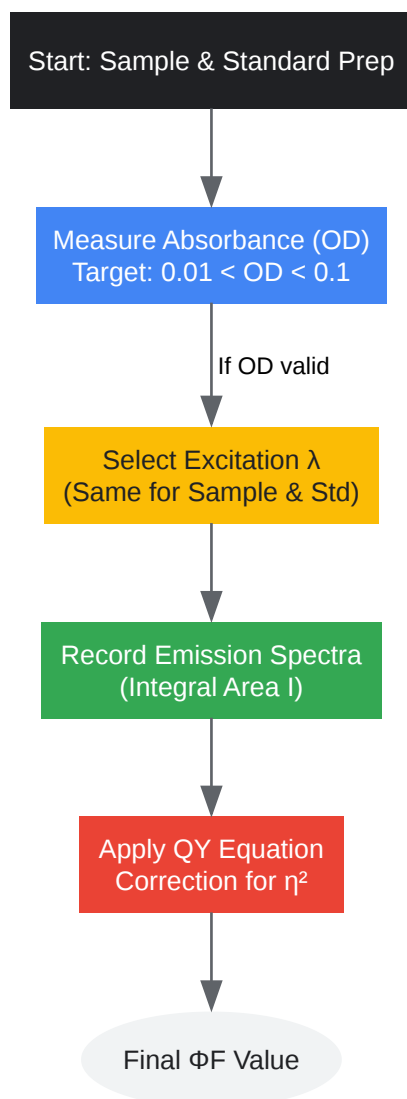 Start: Sample & Standard Prep
Measure Absorbance (OD)
Target: 0.01 < OD < 0.1
If OD valid
Select Excitation λ
(Same for Sample & Std)
Record Emission Spectra
(Integral Area I)
Apply QY Equation
Correction for η²
Final ΦF Value